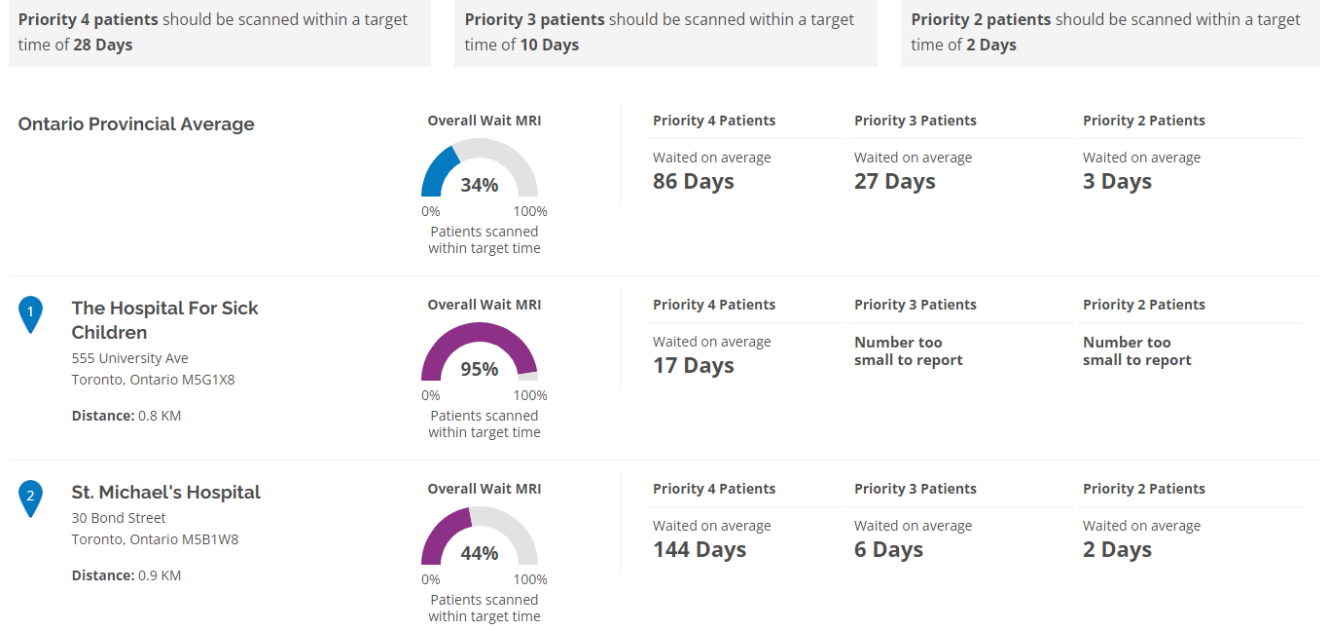 Priority 4 patients should be scanned within a target
time of 28 Days
Priority 3 patients should be scanned within a target
time of 10 Days
Priority 2 patients should be scanned within a target
time of 2 Days
Ontario Provincial Average
Overall Wait MRI
34%
0% 100%
Patients scanned
within target time
Priority 4 Patients
Waited on average
86 Days
Priority 3 Patients
Waited on average
27 Days
Priority 2 Patients
Waited on average
3 Days
1
The Hospital For Sick
Children
555 University Ave
Toronto, Ontario M5G1X8
Distance: 0.8 KM
Overall Wait MRI
95%
0% 100%
Patients scanned
within target time
Priority 4 Patients
Waited on average
17 Days
Priority 3 Patients
Number too
small to report
Priority 2 Patients
Number too
small to report
2
St. Michael's Hospital
30 Bond Street
Toronto, Ontario M5B1W8
Distance: 0.9 KM
Overall Wait MRI
44%
0% 100%
Patients scanned
within target time
Priority 4 Patients
Waited on average
144 Days
Priority 3 Patients
Waited on average
6 Days
Priority 2 Patients
Waited on average
2 Days